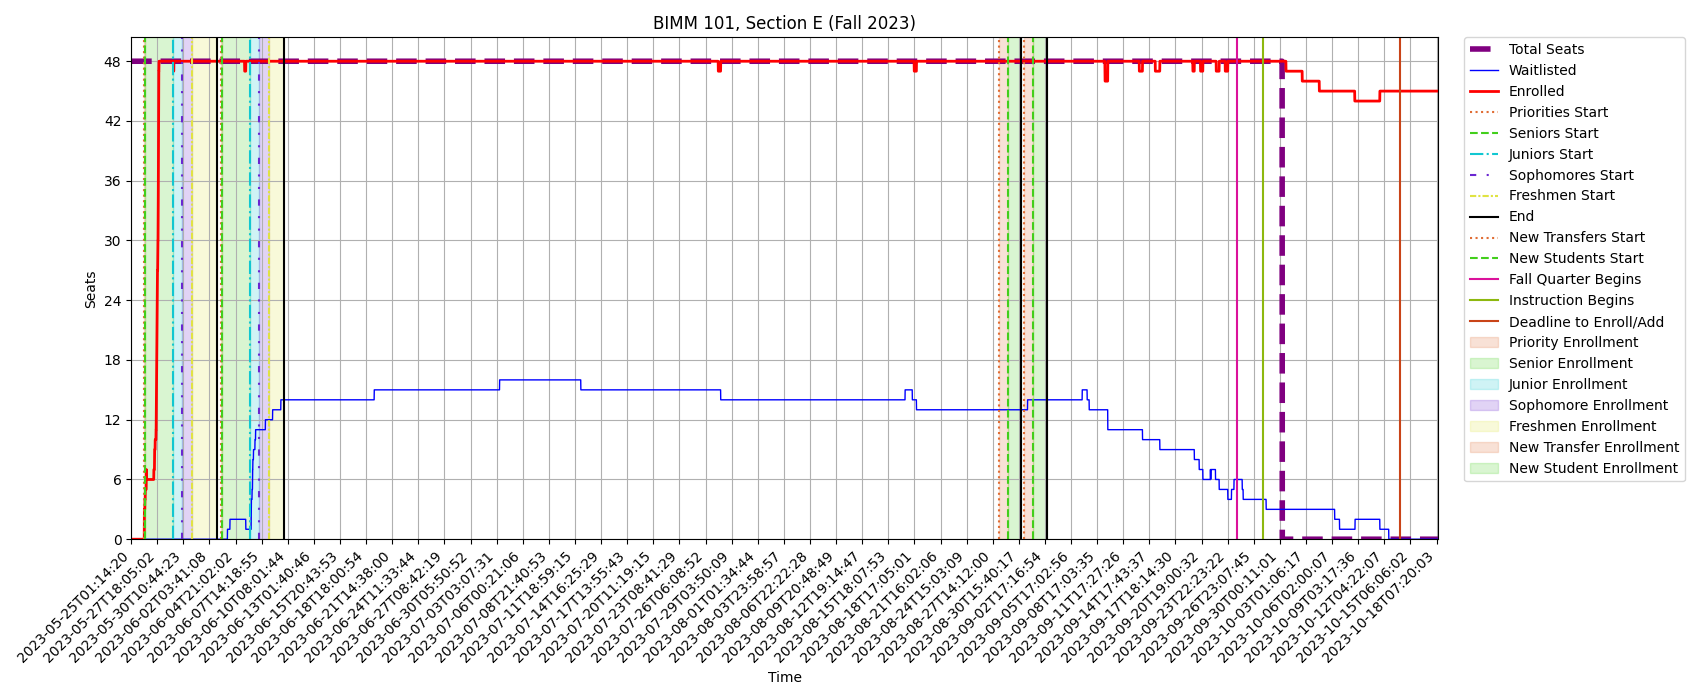 BIMM 101, Section E (Fall 2023)
Seats
48
42
36
30
24
18
12
6
0
2023-05-25T01:14:20
2023-05-27T18:05:02
2023-05-30T10:44:23
2023-06-02T03:41:08
2023-06-04T21:02:02
2023-06-07T14:18:55
2023-06-10T08:01:44
2023-06-13T01:40:46
2023-06-15T20:43:53
2023-06-18T18:00:54
2023-06-21T14:38:00
2023-06-24T11:33:44
2023-06-27T08:42:19
2023-06-30T05:50:52
2023-07-03T03:07:31
2023-07-06T00:21:06
2023-07-08T21:40:53
2023-07-11T18:59:15
2023-07-14T16:25:29
2023-07-17T13:55:43
2023-07-20T11:19:15
2023-07-23T08:41:29
2023-07-26T06:08:52
2023-07-29T03:50:09
2023-08-01T01:34:44
2023-08-03T23:58:57
2023-08-06T22:22:28
2023-08-09T20:48:49
2023-08-12T19:14:47
2023-08-15T18:07:53
2023-08-18T17:05:01
2023-08-21T16:02:06
2023-08-24T15:03:09
2023-08-27T14:12:00
2023-08-30T15:40:17
2023-09-02T17:16:54
2023-09-05T17:02:56
2023-09-08T17:03:35
2023-09-11T17:27:26
2023-09-14T17:43:37
2023-09-17T18:14:30
2023-09-20T19:00:32
2023-09-23T22:23:22
2023-09-26T23:07:45
2023-09-30T00:11:01
2023-10-03T01:06:17
2023-10-06T02:00:07
2023-10-09T03:17:36
2023-10-12T04:22:07
2023-10-15T06:06:02
2023-10-18T07:20:03
Time
Total Seats
Waitlisted
Enrolled
Priorities Start
Seniors Start
Juniors Start
Sophomores Start
Freshmen Start
End
New Transfers Start
New Students Start
Fall Quarter Begins
Instruction Begins
Deadline to Enroll/Add
Priority Enrollment
Senior Enrollment
Junior Enrollment
Sophomore Enrollment
Freshmen Enrollment
New Transfer Enrollment
New Student Enrollment